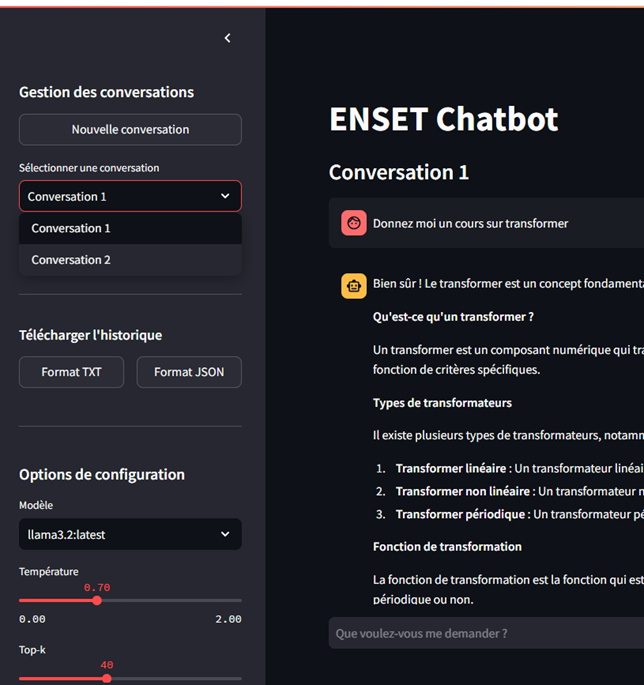 Gestion des conversations
Nouvelle conversation
Sélectionner une conversation
Conversation 1
Conversation 1
Conversation 2
Télécharger l'historique
Format TXT
Format JSON
Options de configuration
Modèle
llama3.2:latest
Température
0.70
0.00
2.00
Top-k
40
ENSET Chatbot
Conversation 1
Donnez moi un cours sur transformer
Bien sûr ! Le transformer est un concept
Qu'est-ce qu'un transformer ?
Un transformer est un composant numérique qui
fonction de critères spécifiques.
Types de transformateurs
Il existe plusieurs types de transformateurs,
1. Transformer linéaire : Un transformateur
2. Transformer non linéaire : Un transformateur
3. Transformer périodique : Un transformateur
Fonction de transformation
La fonction de transformation est la fonction qui est
périodique ou non.
Que voulez-vous me demander ?